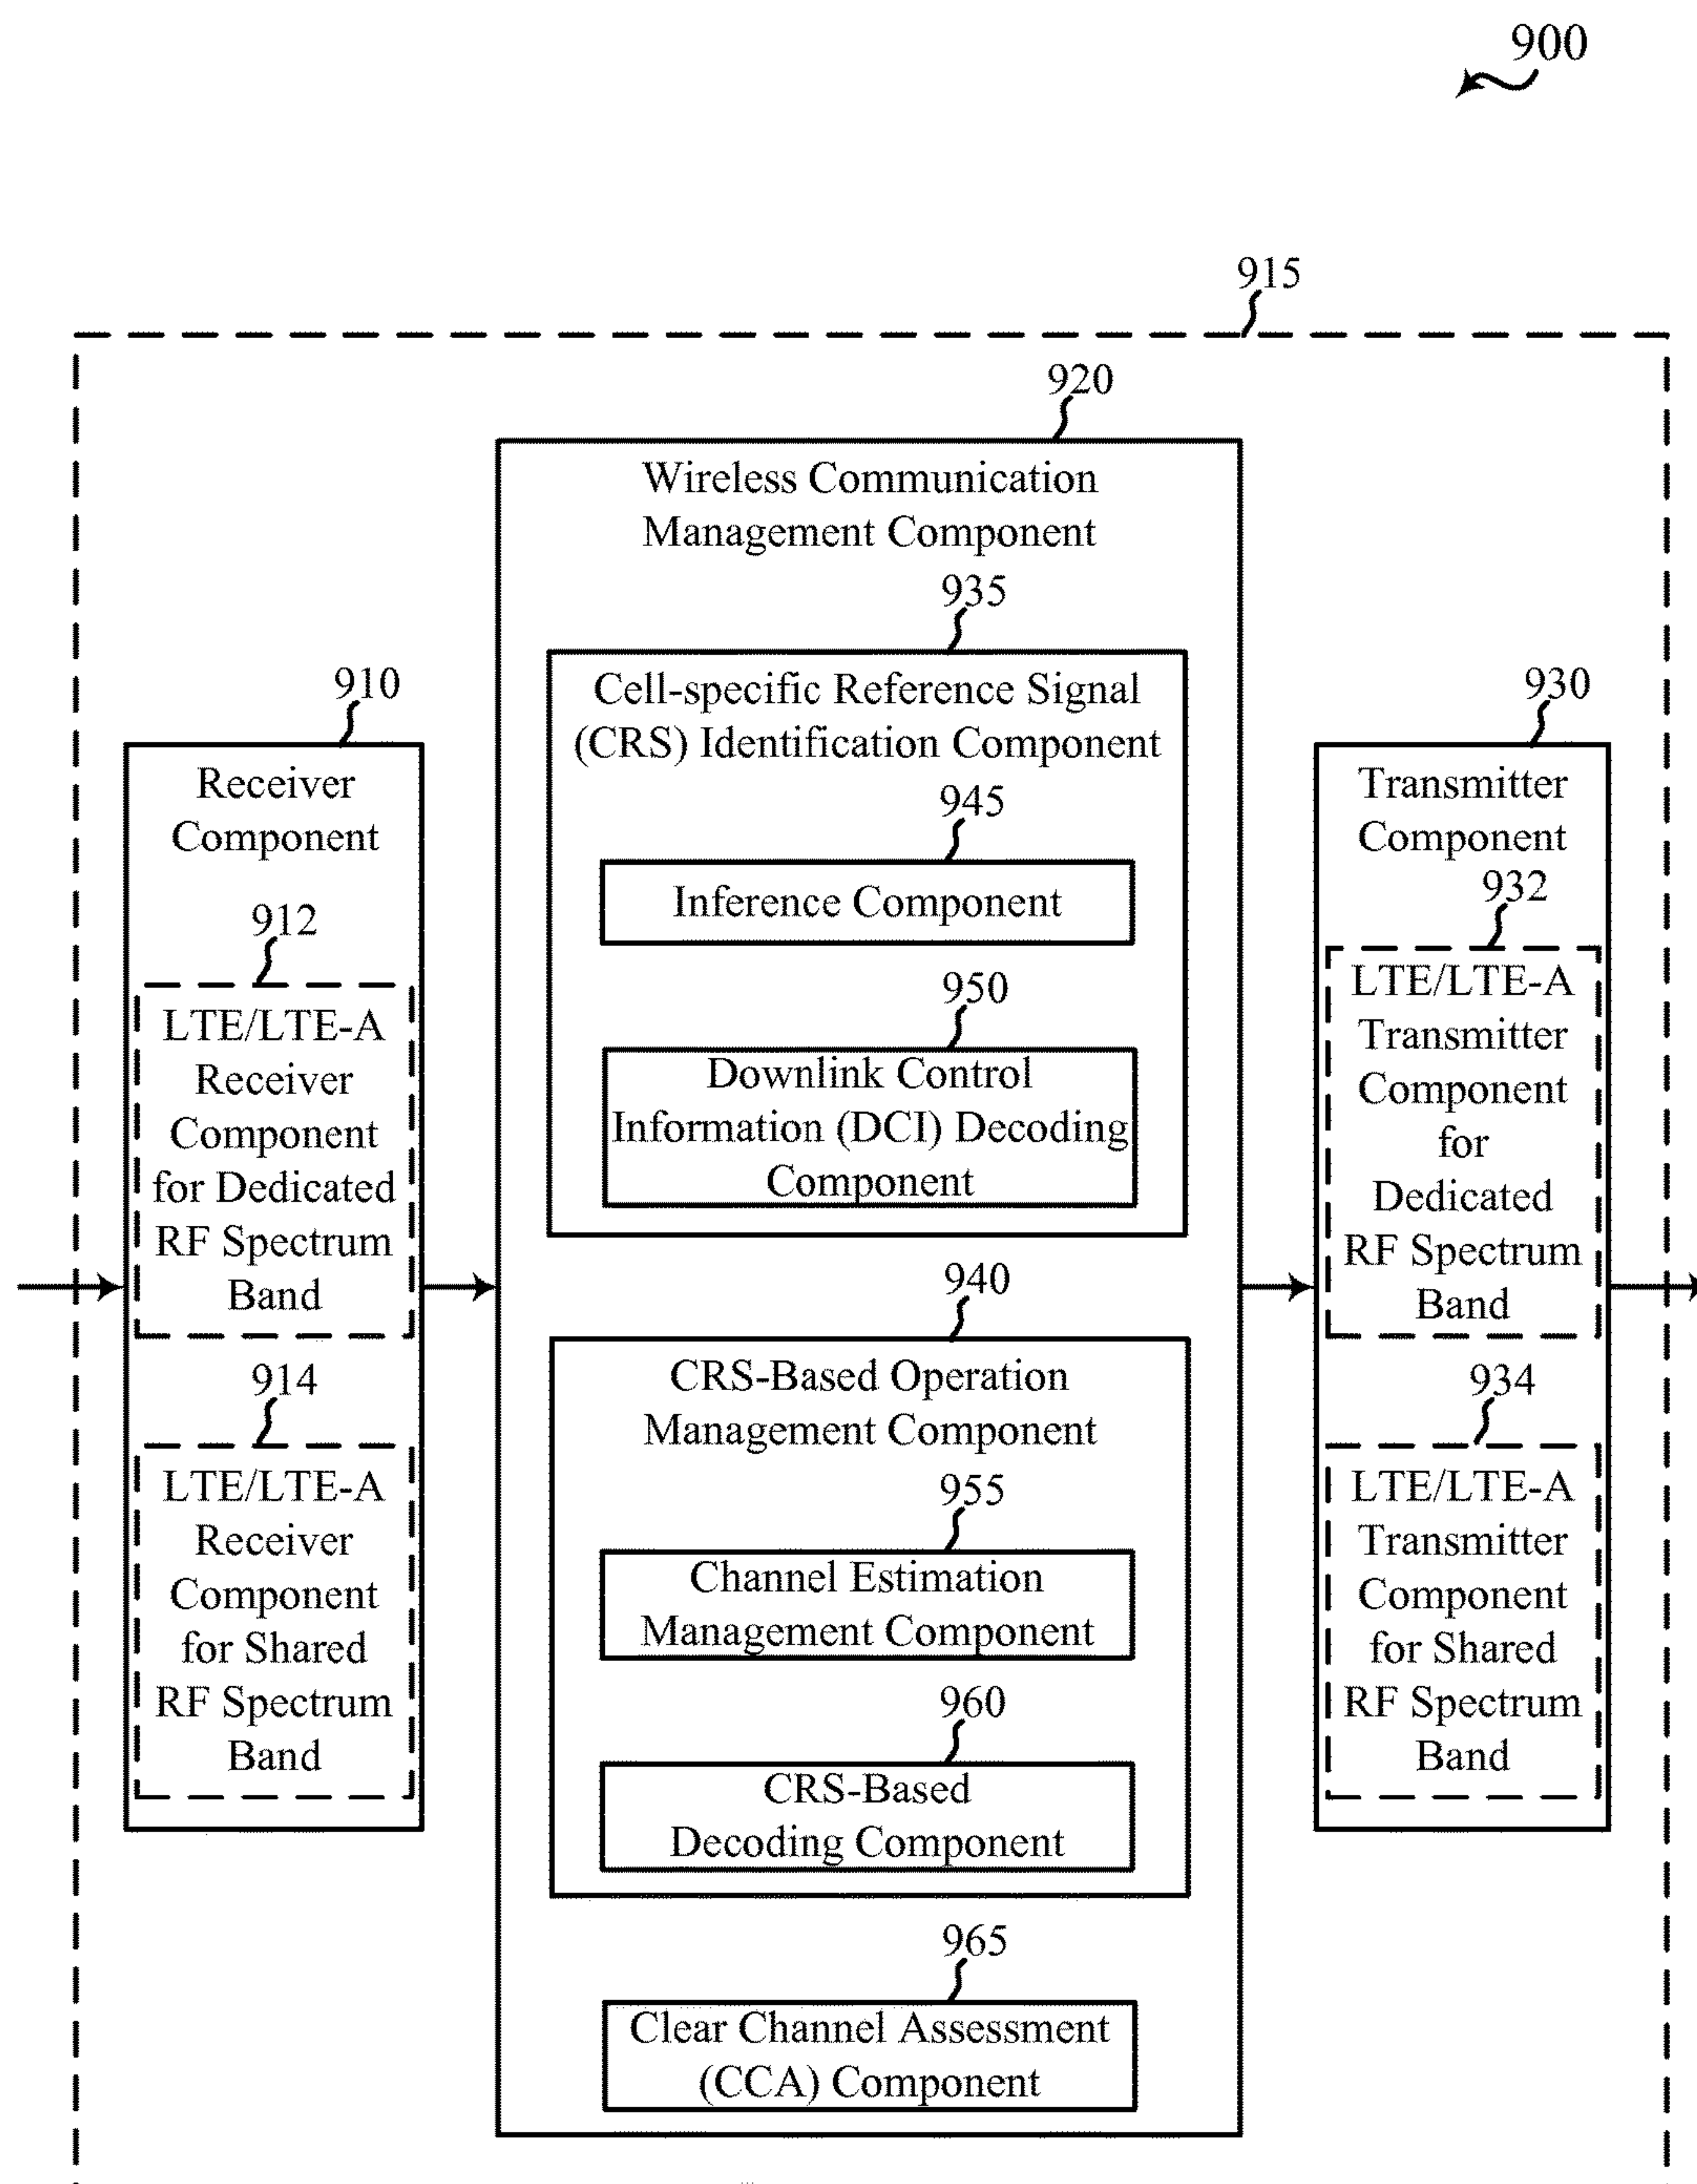 900
915
920
Wireless Communication
Management Component
935
Cell-specific Reference Signal
(CRS) Identification Component
945
Inference Component
950
Downlink Control
Information (DCI) Decoding
Component
940
CRS-Based Operation
Management Component
955
Channel Estimation
Management Component
960
CRS-Based
Decoding Component
965
Clear Channel Assessment
(CCA) Component
910
Receiver
Component
912
LTE/LTE-A
Receiver
Component
for Dedicated
RF Spectrum
Band
914
LTE/LTE-A
Receiver
Component
for Shared
RF Spectrum
Band
930
Transmitter
Component
932
LTE/LTE-A
Transmitter
Component
for
Dedicated
RF Spectrum
Band
934
LTE/LTE-A
Transmitter
Component
for Shared
RF Spectrum
Band